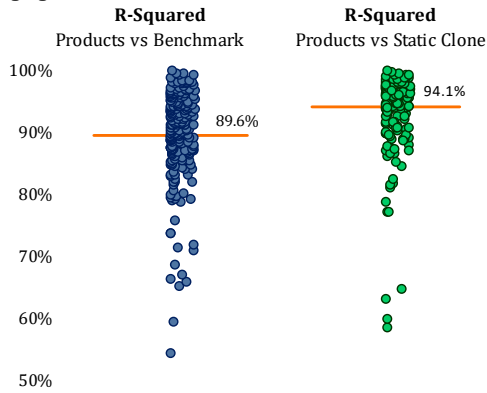 R-Squared
Products vs Benchmark
R-Squared
Products vs Static Clone
100%
90%
80%
70%
60%
50%
89.6%
94.1%